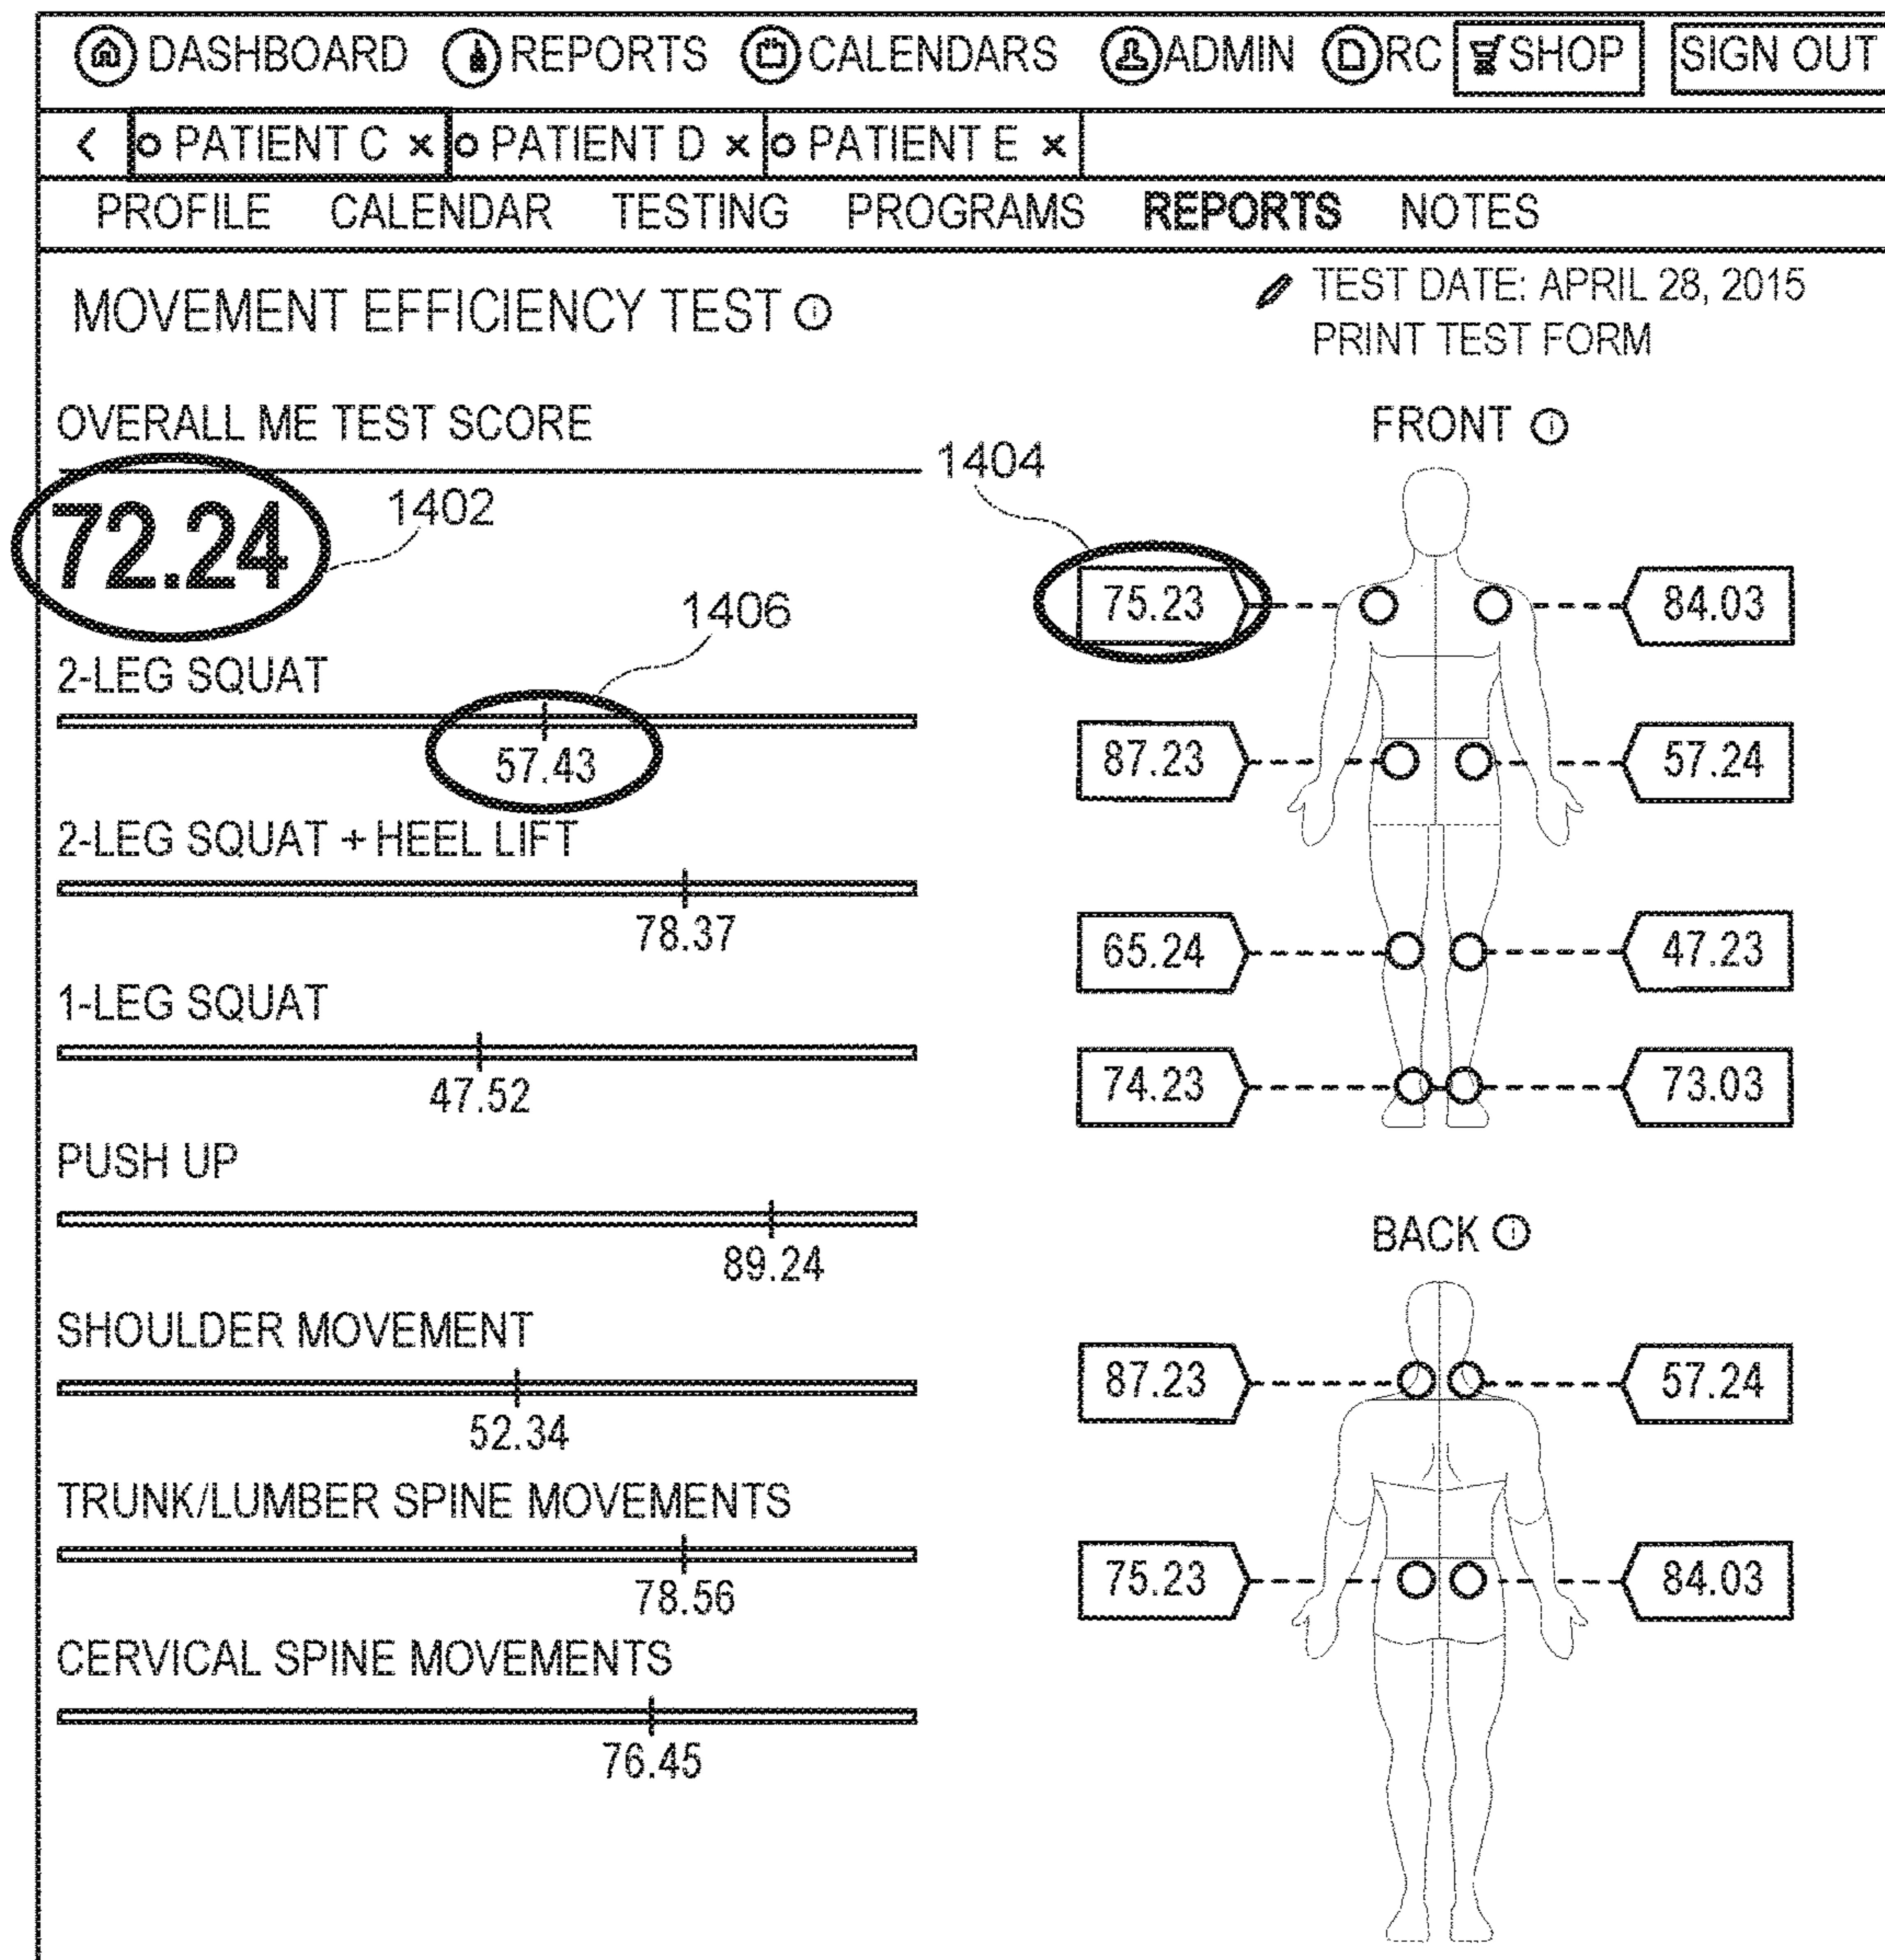 DASHBOARD REPORTS CALENDARS ADMIN RC SHOP SIGN OUT
< PATIENT C x PATIENT D x PATIENT E x
PROFILE CALENDAR TESTING PROGRAMS REPORTS NOTES
MOVEMENT EFFICIENCY TEST
TEST DATE: APRIL 28, 2015
PRINT TEST FORM
OVERALL ME TEST SCORE
72.24
1402
2-LEG SQUAT
1406
57.43
2-LEG SQUAT + HEEL LIFT
78.37
1-LEG SQUAT
47.52
PUSH UP
89.24
SHOULDER MOVEMENT
52.34
TRUNK/LUMBER SPINE MOVEMENTS
78.56
CERVICAL SPINE MOVEMENTS
76.45
FRONT
1404
75.23 84.03
87.23 57.24
65.24 47.23
74.23 73.03
BACK
87.23 57.24
75.23 84.03